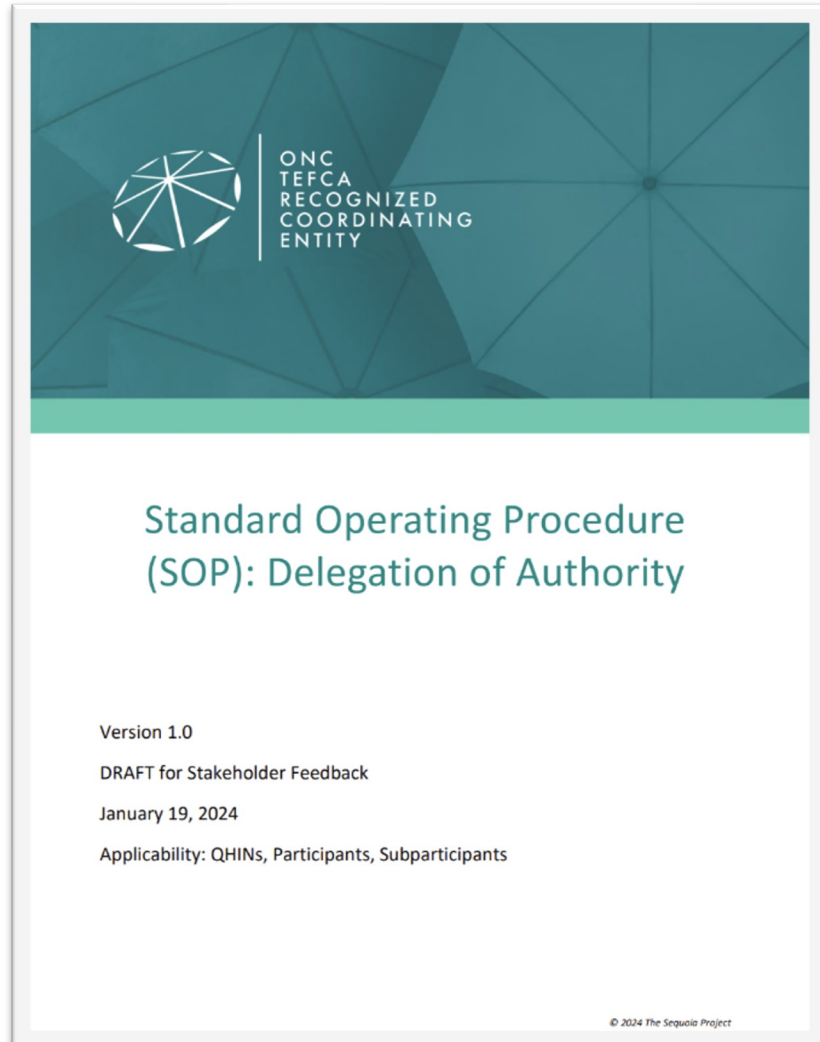 ONC
TEFCA
RECOGNIZED
COORDINATING
ENTITY
Standard Operating Procedure
(SOP): Delegation of Authority
Version 1.0
DRAFT for Stakeholder Feedback
January 19, 2024
Applicability: QHINs, Participants, Subparticipants
© 2024 The Sequoia Project